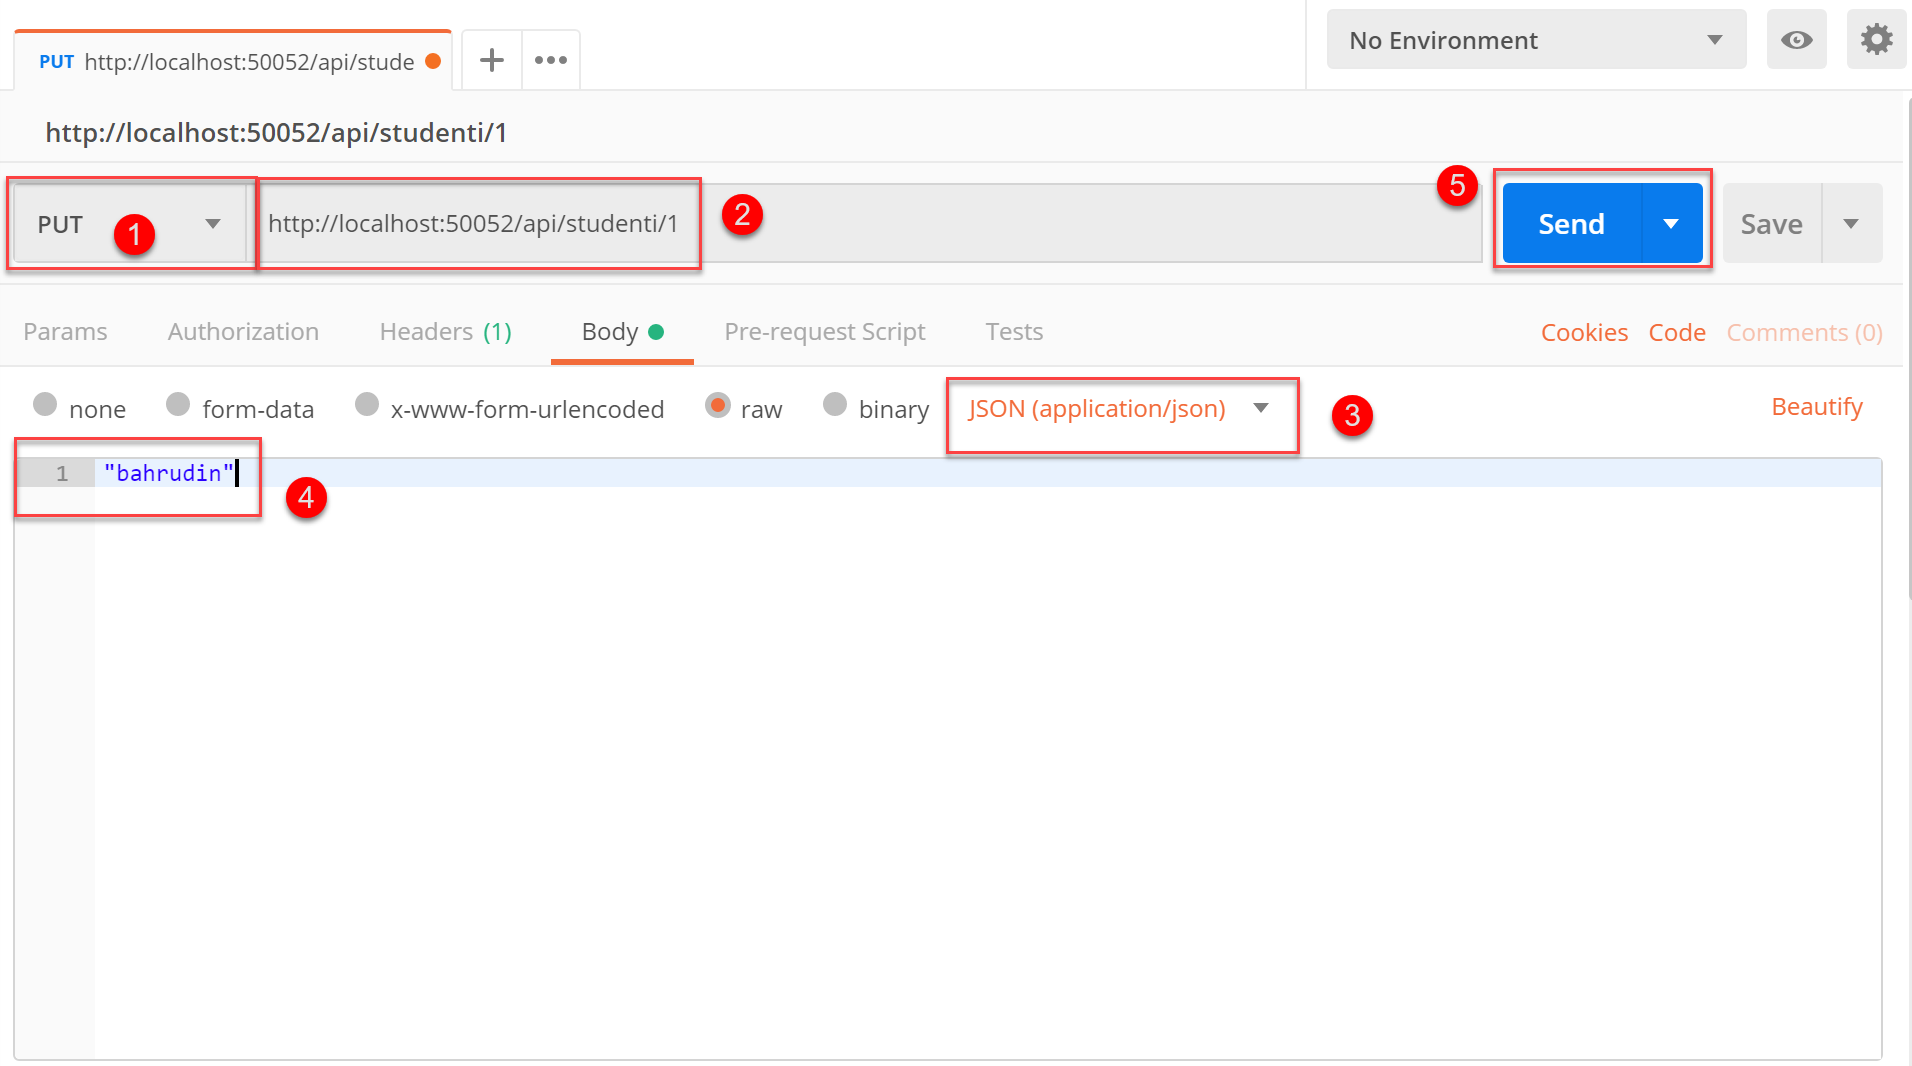 PUT http://localhost:50052/api/stude
No Environment
http://localhost:50052/api/studenti/1
PUT 1 http://localhost:50052/api/studenti/1 2 5 Send Save
Params Authorization Headers (1) Body Pre-request Script Tests Cookies Code Comments (0)
none form-data x-www-form-urlencoded raw binary JSON (application/json) 3 Beautify
1 "bahrudin"
4